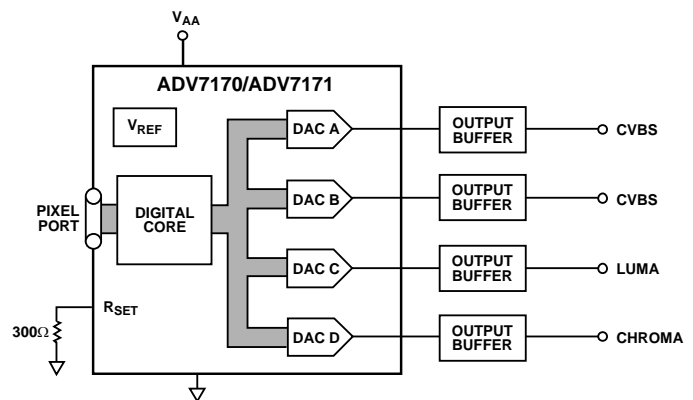 VAA
ADV7170/ADV7171
VREF
DAC A
OUTPUT
BUFFER
CVBS
PIXEL
PORT
DIGITAL
CORE
DAC B
OUTPUT
BUFFER
CVBS
DAC C
OUTPUT
BUFFER
LUMA
RSET
300Ω
DAC D
OUTPUT
BUFFER
CHROMA